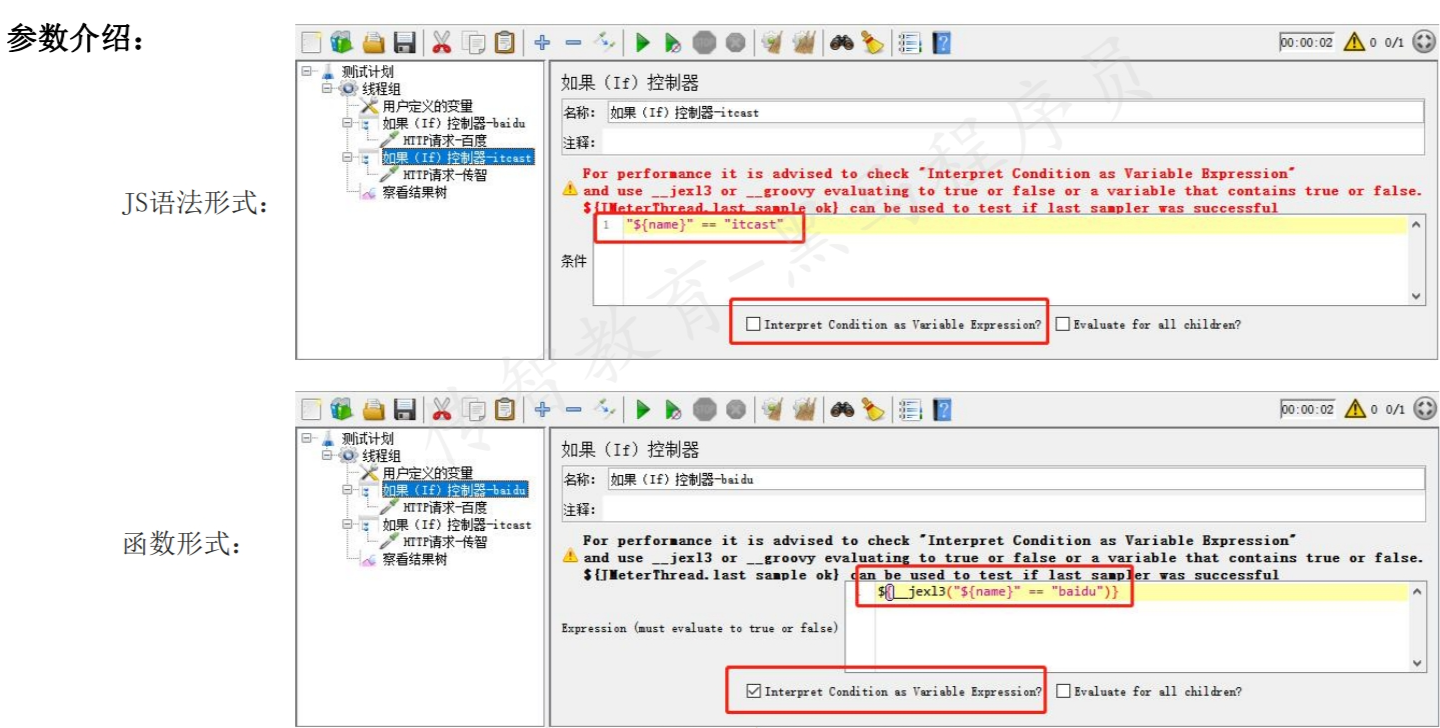 参数介绍：
JS语法形式：
00:00:02 0 0/1
测试计划
线程组
用户定义的变量
如果（If）控制器-baidu
HTTP请求-百度
如果（If）控制器-itcast
HTTP请求-传智
察看结果树
如果（If）控制器
名称： 如果（If）控制器-itcast
注释：
For performance it is advised to check "Interpret Condition as Variable Expression"
and use __jexl3 or __groovy evaluating to true or false or a variable that contains true or false.
${JMeterThread.last_sample_ok} can be used to test if last sampler was successful
1 "${name}" == "itcast"
条件
Interpret Condition as Variable Expression? Evaluate for all children?
函数形式：
00:00:02 0 0/1
测试计划
线程组
用户定义的变量
如果（If）控制器-baidu
HTTP请求-百度
如果（If）控制器-itcast
HTTP请求-传智
察看结果树
如果（If）控制器
名称： 如果（If）控制器-baidu
注释：
For performance it is advised to check "Interpret Condition as Variable Expression"
and use __jexl3 or __groovy evaluating to true or false or a variable that contains true or false.
${JMeterThread.last_sample_ok} can be used to test if last sampler was successful
${__jexl3("${name}" == "baidu")}
Expression (must evaluate to true or false)
Interpret Condition as Variable Expression? Evaluate for all children?
传智教育-黑马程序员